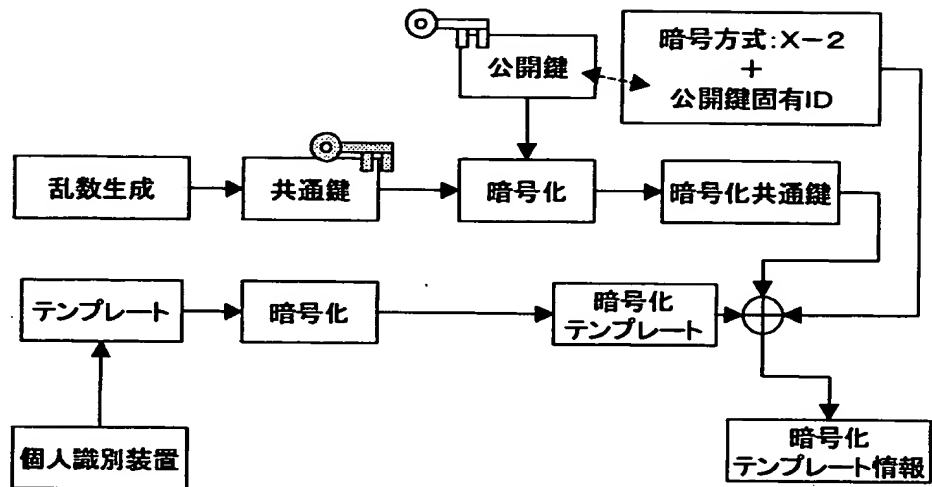 公開鍵
暗号方式:X-2
+
公開鍵固有ID
乱数生成
共通鍵
暗号化
暗号化共通鍵
テンプレート
暗号化
暗号化
テンプレート
個人識別装置
暗号化
テンプレート情報